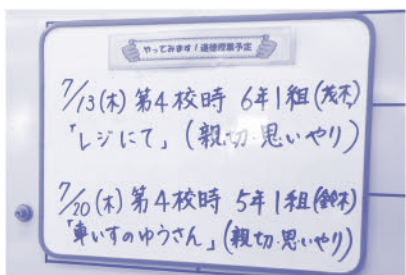 やってみます!道徳授業予定
7/13(木) 第4校時 6年1組(茂木)
「レジにて」(親切・思いやり)
7/20(木) 第4校時 5年1組(鈴木)
「車いすのゆうさん」(親切・思いやり)